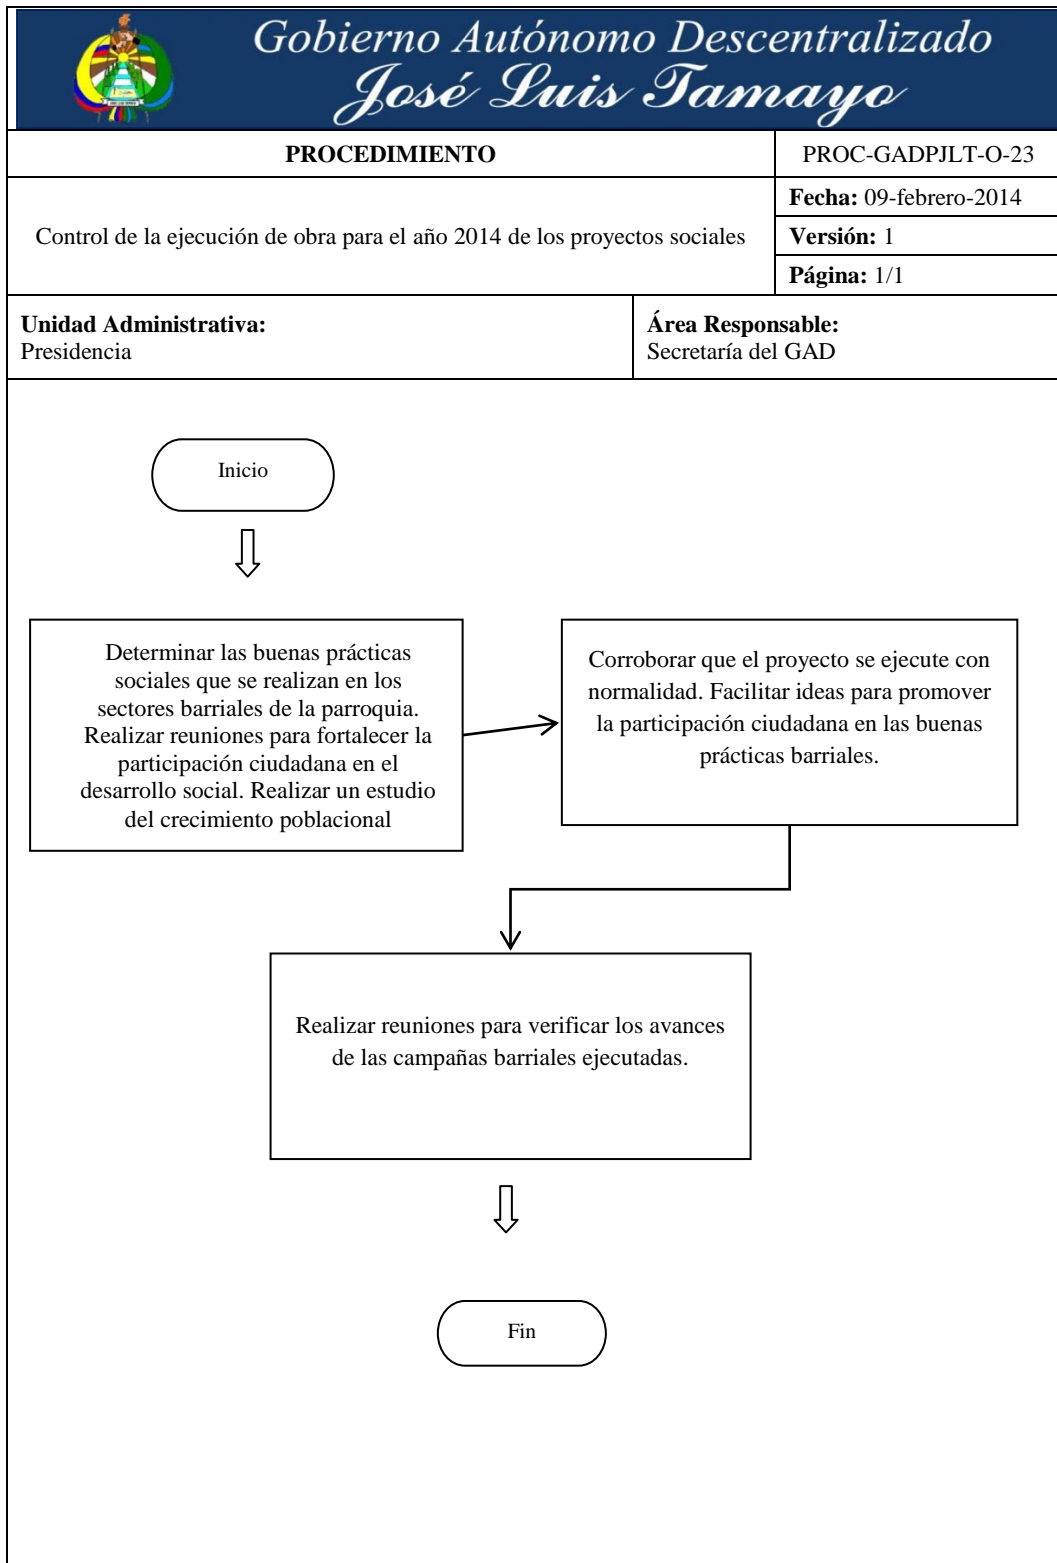 Gobierno Autónomo Descentralizado
José Luis Tamayo
PROCEDIMIENTO
PROC-GADPJLT-O-23
Control de la ejecución de obra para el año 2014 de los proyectos sociales
Fecha: 09-febrero-2014
Versión: 1
Página: 1/1
Unidad Administrativa:
Presidencia
Área Responsable:
Secretaría del GAD
Inicio
Determinar las buenas prácticas
sociales que se realizan en los
sectores barriales de la parroquia.
Realizar reuniones para fortalecer la
participación ciudadana en el
desarrollo social. Realizar un estudio
del crecimiento poblacional
Corroborar que el proyecto se ejecute con
normalidad. Facilitar ideas para promover
la participación ciudadana en las buenas
prácticas barriales.
Realizar reuniones para verificar los avances
de las campañas barriales ejecutadas.
Fin